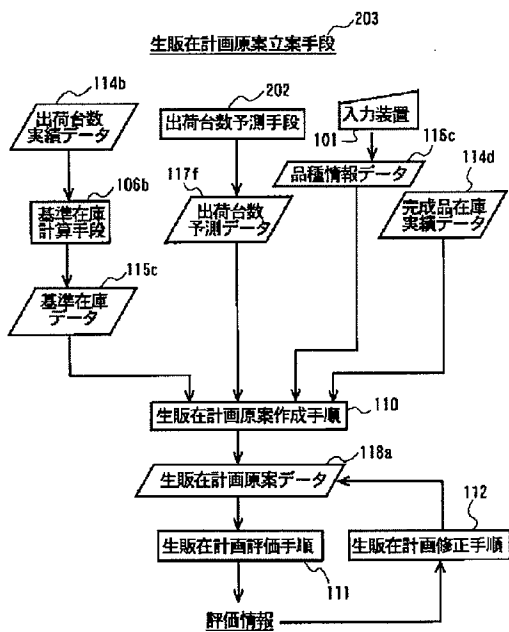 203
生販在計画原案立案手段
114b
出荷台数
実績データ
202
出荷台数予測手段
入力装置
101
116c
品種情報データ
114d
完成品在庫
実績データ
106b
基準在庫
計算手段
117f
出荷台数
予測データ
115c
基準在庫
データ
110
生販在計画原案作成手順
118a
生販在計画原案データ
112
生販在計画評価手順
生販在計画修正手順
111
評価情報